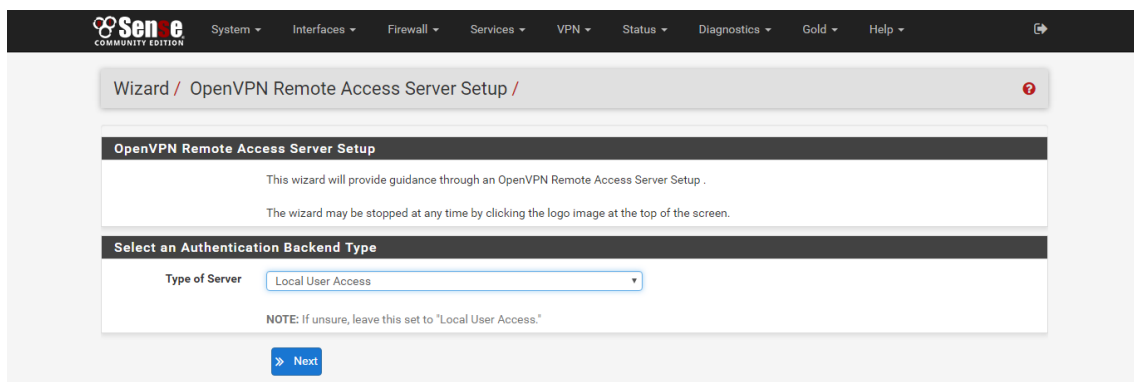 Sense
COMMUNITY EDITION
System Interfaces Firewall Services VPN Status Diagnostics Gold Help
Wizard / OpenVPN Remote Access Server Setup /
OpenVPN Remote Access Server Setup
This wizard will provide guidance through an OpenVPN Remote Access Server Setup .
The wizard may be stopped at any time by clicking the logo image at the top of the screen.
Select an Authentication Backend Type
Type of Server Local User Access
NOTE: If unsure, leave this set to "Local User Access."
» Next